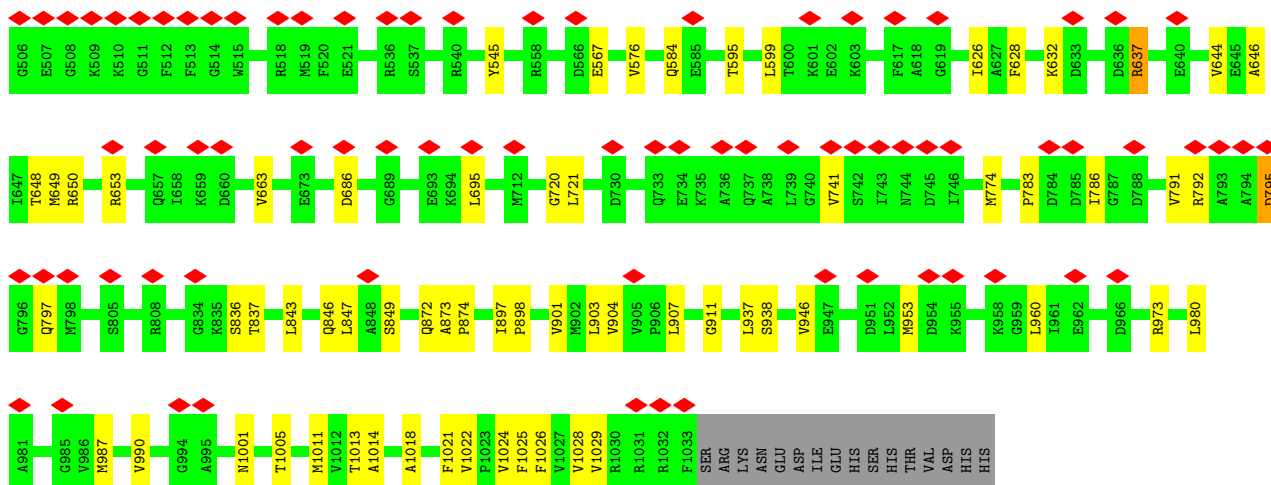 G506 E507 G508 K509 K510 G511 F512 F513 G514 W515 R518 M519 F520 E521 R536 S537 R540 Y545 R558 D566 E567 V576 Q584 E585 T595 L599 T600 K601 E602 K603 F617 A618 G619 I626 A627 F628 K632 D633 D636 R637 E640 V644 E645 A646
I647 T648 M649 R650 R653 Q657 I658 K659 D660 V663 E673 D686 G689 E693 K694 L695 M712 G720 L721 D730 Q733 E734 K735 A736 Q737 A738 L739 G740 V741 S742 I743 N744 D745 I746 M774 P783 D784 D785 I786 G787 D788 V791 R792 A793 A794 D795
G796 Q797 M798 S805 R808 G834 K835 S836 T837 L843 Q846 L847 A848 S849 Q872 A873 P874 I897 P898 V901 M902 L903 V904 V905 P906 L907 G911 L937 S938 V946 E947 D951 L952 M953 D954 K955 K958 G959 L960 I961 E962 D966 R973 L980
A981 G985 V986 M987 V990 G994 A995 N1001 T1005 M1011 V1012 T1013 A1014 A1018 F1021 V1022 P1023 V1024 F1025 F1026 V1027 V1028 V1029 R1030 R1031 R1032 F1033 SER ARG LYS ASN GLU ASP ILE GLU HIS SER HIS THR VAL ASP HIS HIS